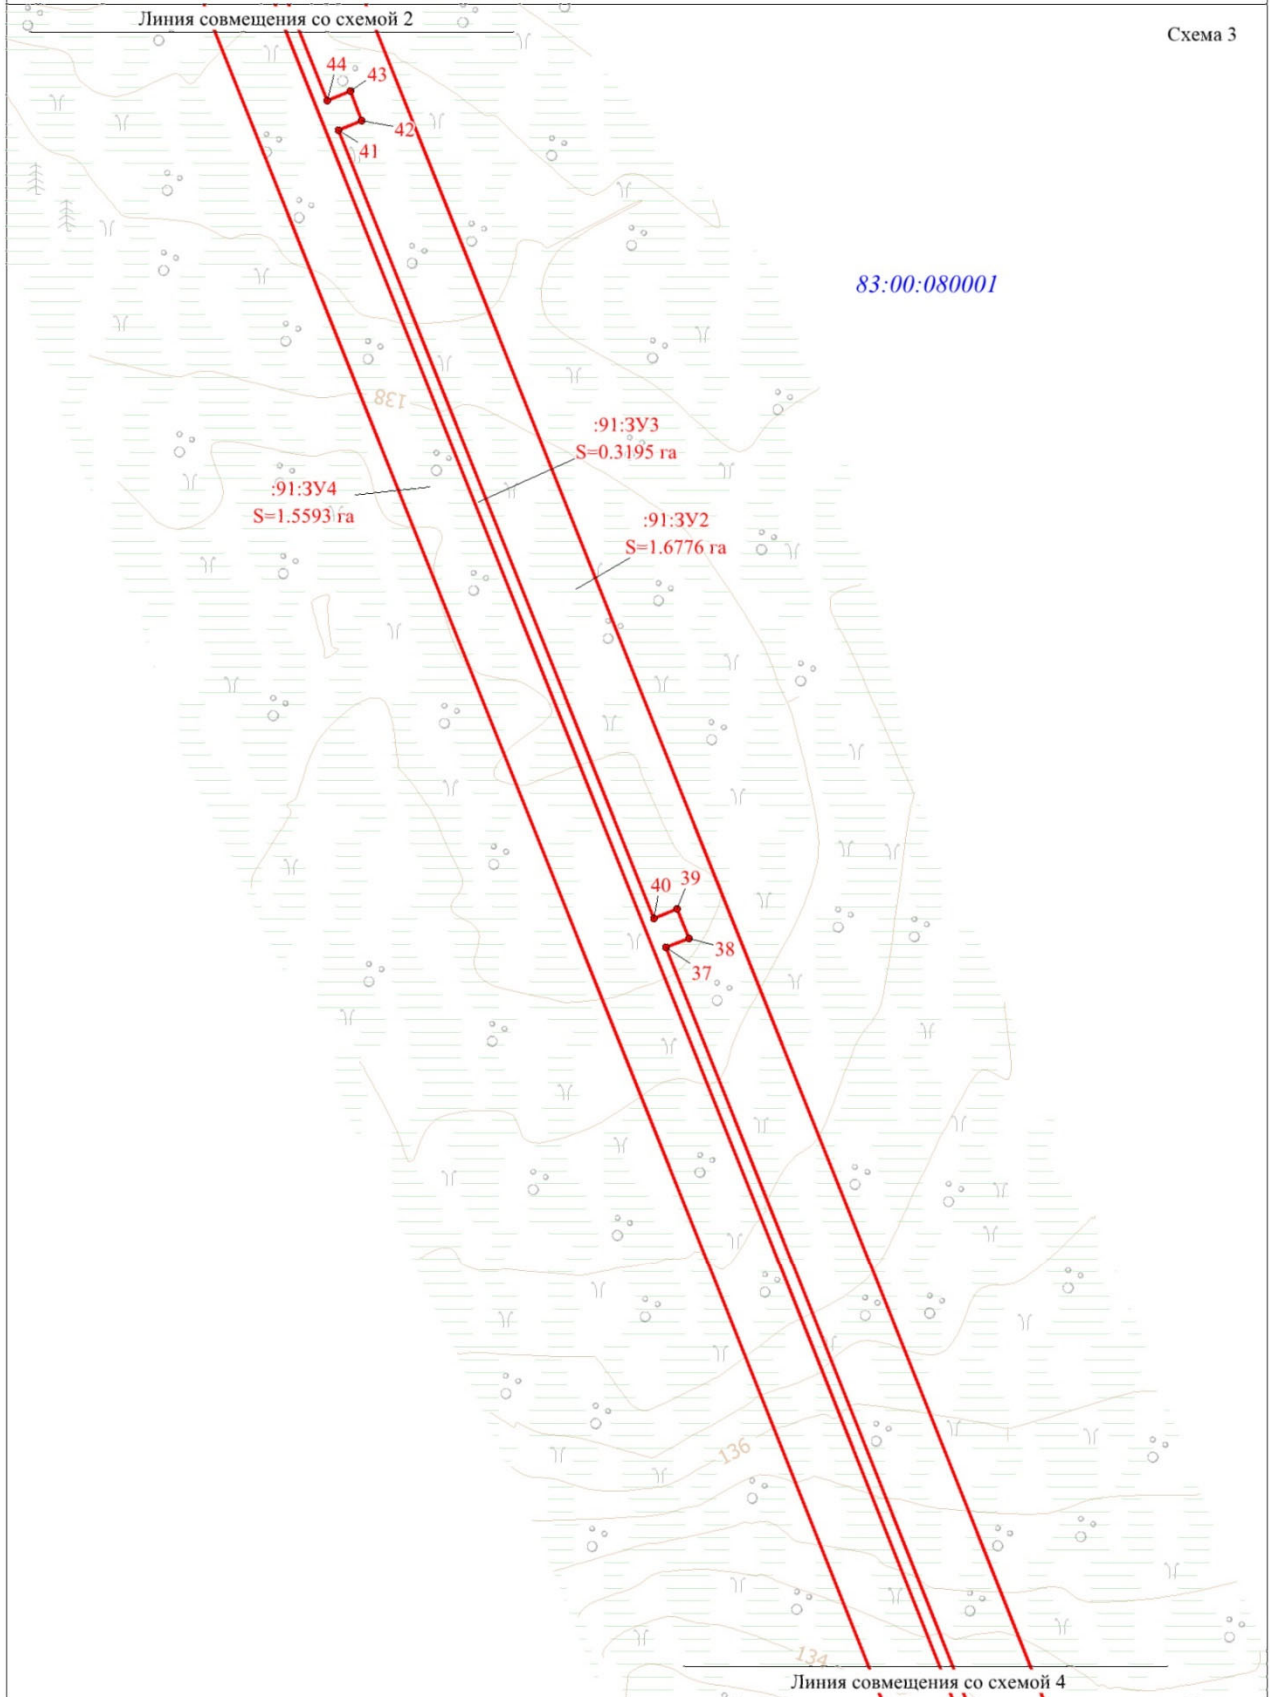 Линия совмещения со схемой 2
Схема 3
44
43
42
41
83:00:080001
138
:91:ЗУ3
S=0.3195 га
:91:ЗУ4
S=1.5593 га
:91:ЗУ2
S=1.6776 га
40
39
38
37
136
134
Линия совмещения со схемой 4